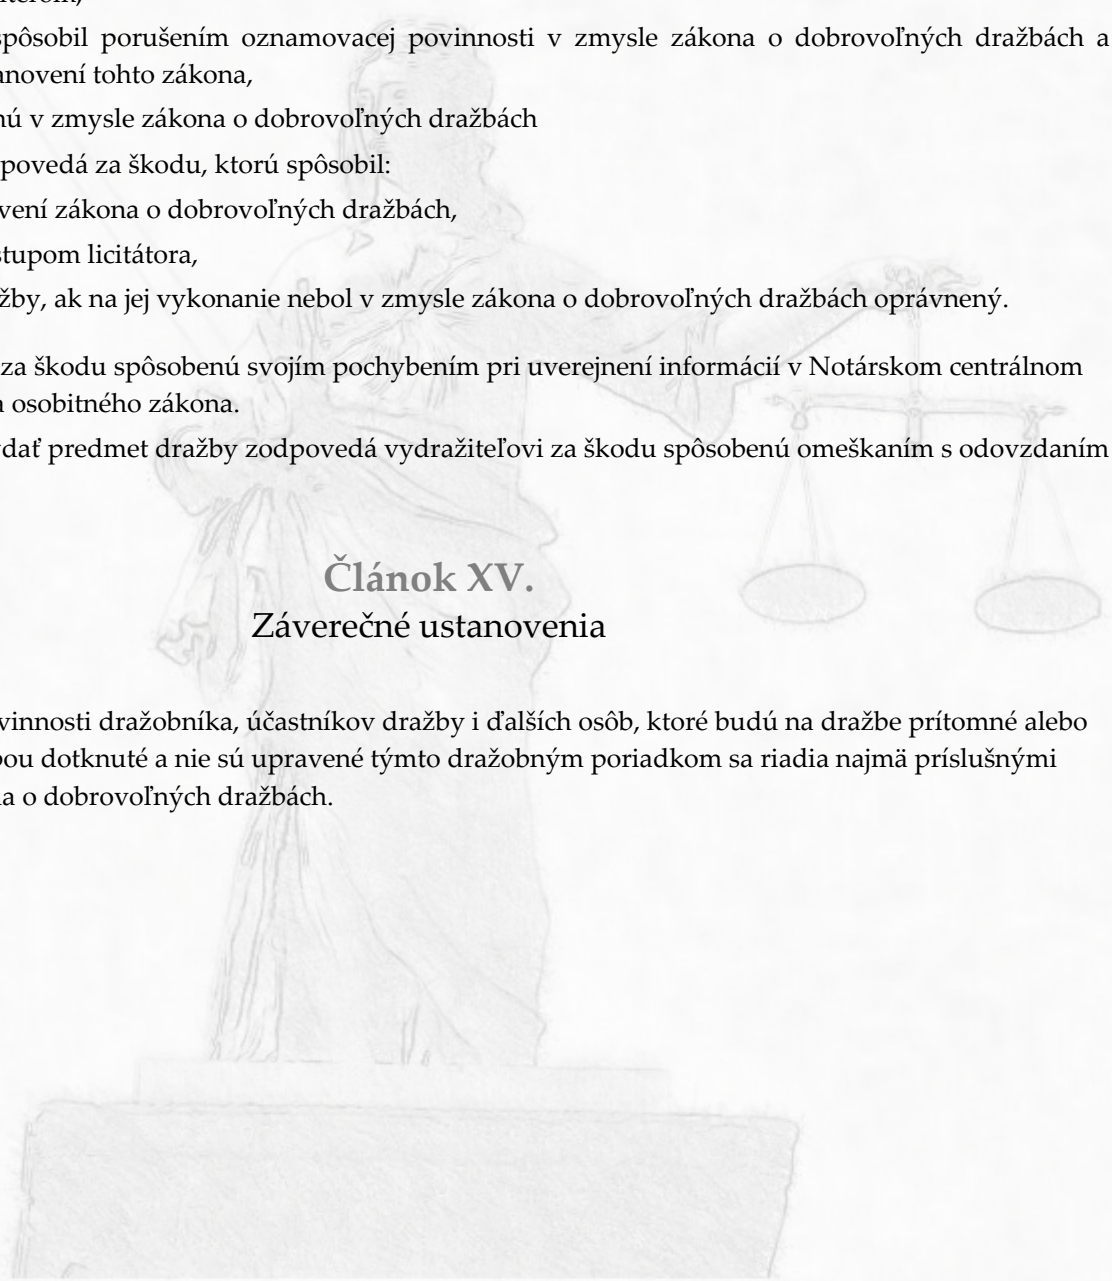 spôsobil porušením oznamovacej povinnosti v zmysle zákona o dobrovoľných dražbách a
anovení tohto zákona,
nú v zmysle zákona o dobrovoľných dražbách
povedá za škodu, ktorú spôsobil:
vení zákona o dobrovoľných dražbách,
stupom licitátora,
žby, ak na jej vykonanie nebol v zmysle zákona o dobrovoľných dražbách oprávnený.
za škodu spôsobenú svojím pochybením pri uverejnení informácií v Notárskom centrálnom
a osobitného zákona.
dať predmet dražby zodpovedá vydražiteľovi za škodu spôsobenú omeškaním s odovzdaním
Článok XV.
Záverečné ustanovenia
vinnosti dražobníka, účastníkov dražby i ďalších osôb, ktoré budú na dražbe prítomné alebo
ou dotknuté a nie sú upravené týmto dražobným poriadkom sa riadia najmä príslušnými
a o dobrovoľných dražbách.